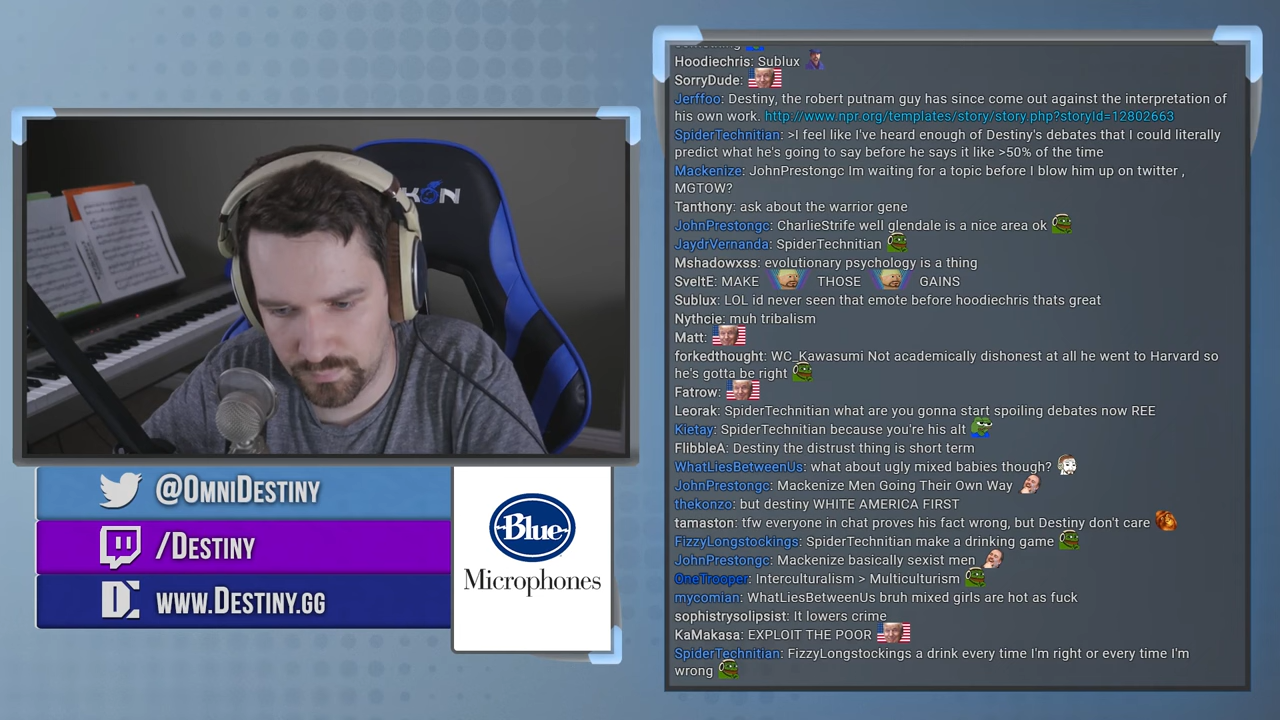 Hoodiechris: Sublux
SorryDude:
Jerffoo: Destiny, the robert putnam guy has since come out against the interpretation of
his own work. http://www.npr.org/templates/story/story.php?storyId=12802663
SpiderTechnitian: >I feel like I've heard enough of Destiny's debates that I could literally
predict what he's going to say before he says it like >50% of the time
Mackenize: JohnPrestongc Im waiting for a topic before I blow him up on twitter ,
MGTOW?
Tanthony: ask about the warrior gene
JohnPrestongc: CharlieStrife well glendale is a nice area ok
JaydrVernanda: SpiderTechnitian
Mshadowxss: evolutionary psychology is a thing
SveltE: MAKE THOSE GAINS
Sublux: LOL id never seen that emote before hoodiechris thats great
Nythcie: muh tribalism
Matt:
forkedthought: WC_Kawasumi Not academically dishonest at all he went to Harvard so
he's gotta be right
Fatrow:
Leorak: SpiderTechnitian what are you gonna start spoiling debates now REE
Kietay: SpiderTechnitian because you're his alt
FlibbleA: Destiny the distrust thing is short term
WhatLiesBetweenUs: what about ugly mixed babies though?
JohnPrestongc: Mackenize Men Going Their Own Way
thekonzo: but destiny WHITE AMERICA FIRST
tamaston: tfw everyone in chat proves his fact wrong, but Destiny don't care
FizzyLongstockings: SpiderTechnitian make a drinking game
JohnPrestongc: Mackenize basically sexist men
OneTrooper: Interculturalism > Multiculturism
mycomian: WhatLiesBetweenUs bruh mixed girls are hot as fuck
sophistrysolipsist: It lowers crime
KaMakasa: EXPLOIT THE POOR
SpiderTechnitian: FizzyLongstockings a drink every time I'm right or every time I'm
wrong
@OmniDestiny
/Destiny
www.Destiny.gg
Blue
Microphones